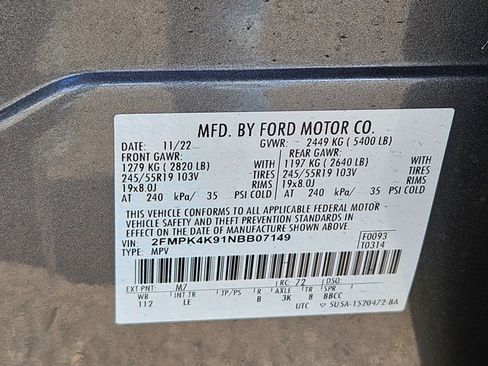 MFD. BY FORD MOTOR CO.
DATE: 11/22 GVWR: 2449 KG ( 5400 LB)
FRONT GAWR: REAR GAWR:
1279 KG ( 2820 LB) WITH 1197 KG ( 2640 LB) WITH
245/55R19 103V TIRES 245/55R19 103V TIRES
19x8.0J RIMS 19x8.0J RIMS
AT 240 kPa/ 35 PSI COLD AT 240 kPa/ 35 PSI COLD
THIS VEHICLE CONFORMS TO ALL APPLICABLE FEDERAL MOTOR
VEHICLE SAFETY AND THEFT PREVENTION STANDARDS IN EFFECT
ON THE DATE OF MANUFACTURE SHOWN ABOVE.
VIN: 2FMPK4K91NBB07149 F0093
TYPE: MPV T0314
EXT PNT: M7 RC: 72 DSO:
WB INT TR TP/PS R AXLE TR SPR
112 LE B 3K 8 BBCC
UTC 5U5A-1520472-BA